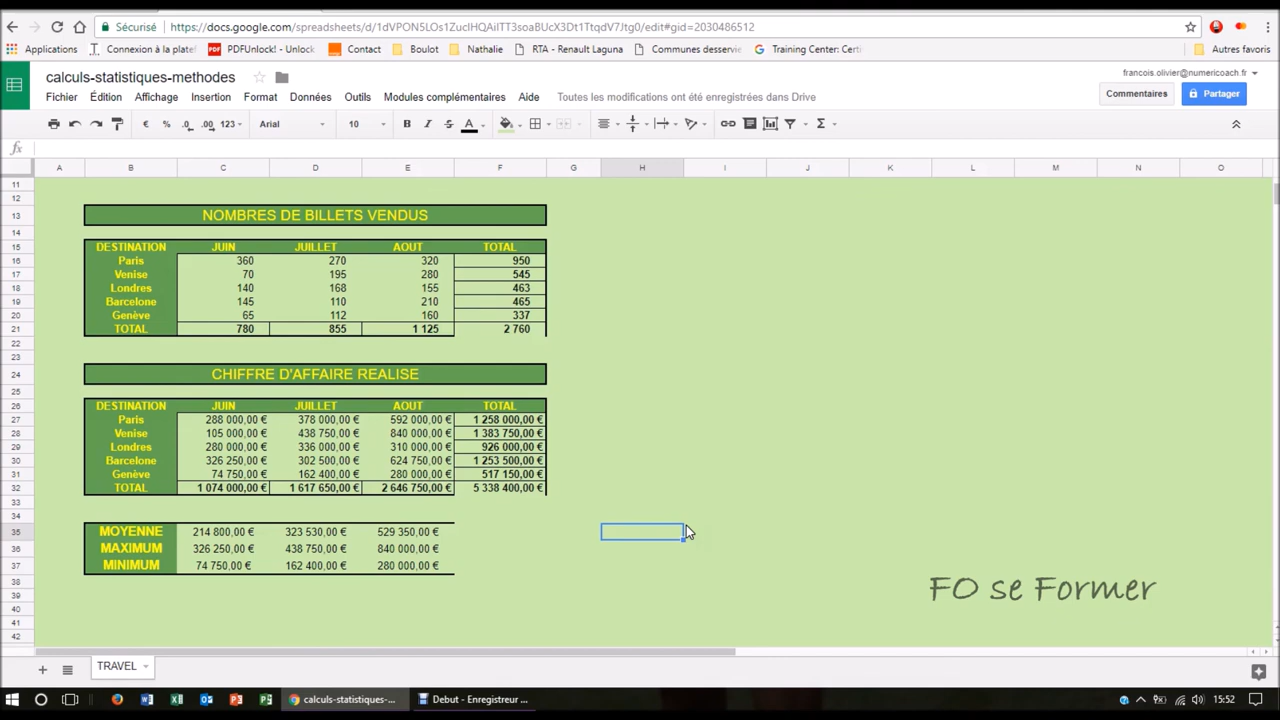 Sécurisé https://docs.google.com/spreadsheets/d/1dVPON5LOs1ZucIHQAilTT3soaBUcX3Dt1TtqdV7Jtg0/edit#gid=2030486512
Applications Connexion à la platef PDFUnlock! - Unlock Contact Boulot Nathalie RTA - Renault Laguna Communes desservie Training Center: Certi Autres favoris
calculs-statistiques-methodes
francois.olivier@numericoach.fr
Fichier Édition Affichage Insertion Format Données Outils Modules complémentaires Aide Toutes les modifications ont été enregistrées dans Drive
Commentaires Partager
€ % .0 .00 123 Arial 10 B I S A Σ
fx
A B C D E F G H I J K L M N O
11
12
13 NOMBRES DE BILLETS VENDUS
14
15 DESTINATION JUIN JUILLET AOUT TOTAL
16 Paris 360 270 320 950
17 Venise 70 195 280 545
18 Londres 140 168 155 463
19 Barcelone 145 110 210 465
20 Genève 65 112 160 337
21 TOTAL 780 855 1 125 2 760
22
23
24 CHIFFRE D'AFFAIRE REALISE
25
26 DESTINATION JUIN JUILLET AOUT TOTAL
27 Paris 288 000,00 € 378 000,00 € 592 000,00 € 1 258 000,00 €
28 Venise 105 000,00 € 438 750,00 € 840 000,00 € 1 383 750,00 €
29 Londres 280 000,00 € 336 000,00 € 310 000,00 € 926 000,00 €
30 Barcelone 326 250,00 € 302 500,00 € 624 750,00 € 1 253 500,00 €
31 Genève 74 750,00 € 162 400,00 € 280 000,00 € 517 150,00 €
32 TOTAL 1 074 000,00 € 1 617 650,00 € 2 646 750,00 € 5 338 400,00 €
33
34
35 MOYENNE 214 800,00 € 323 530,00 € 529 350,00 €
36 MAXIMUM 326 250,00 € 438 750,00 € 840 000,00 €
37 MINIMUM 74 750,00 € 162 400,00 € 280 000,00 €
38
39
40
41
42
FO se Former
TRAVEL
calculs-statistiques-... Debut - Enregistreur ... 15:52